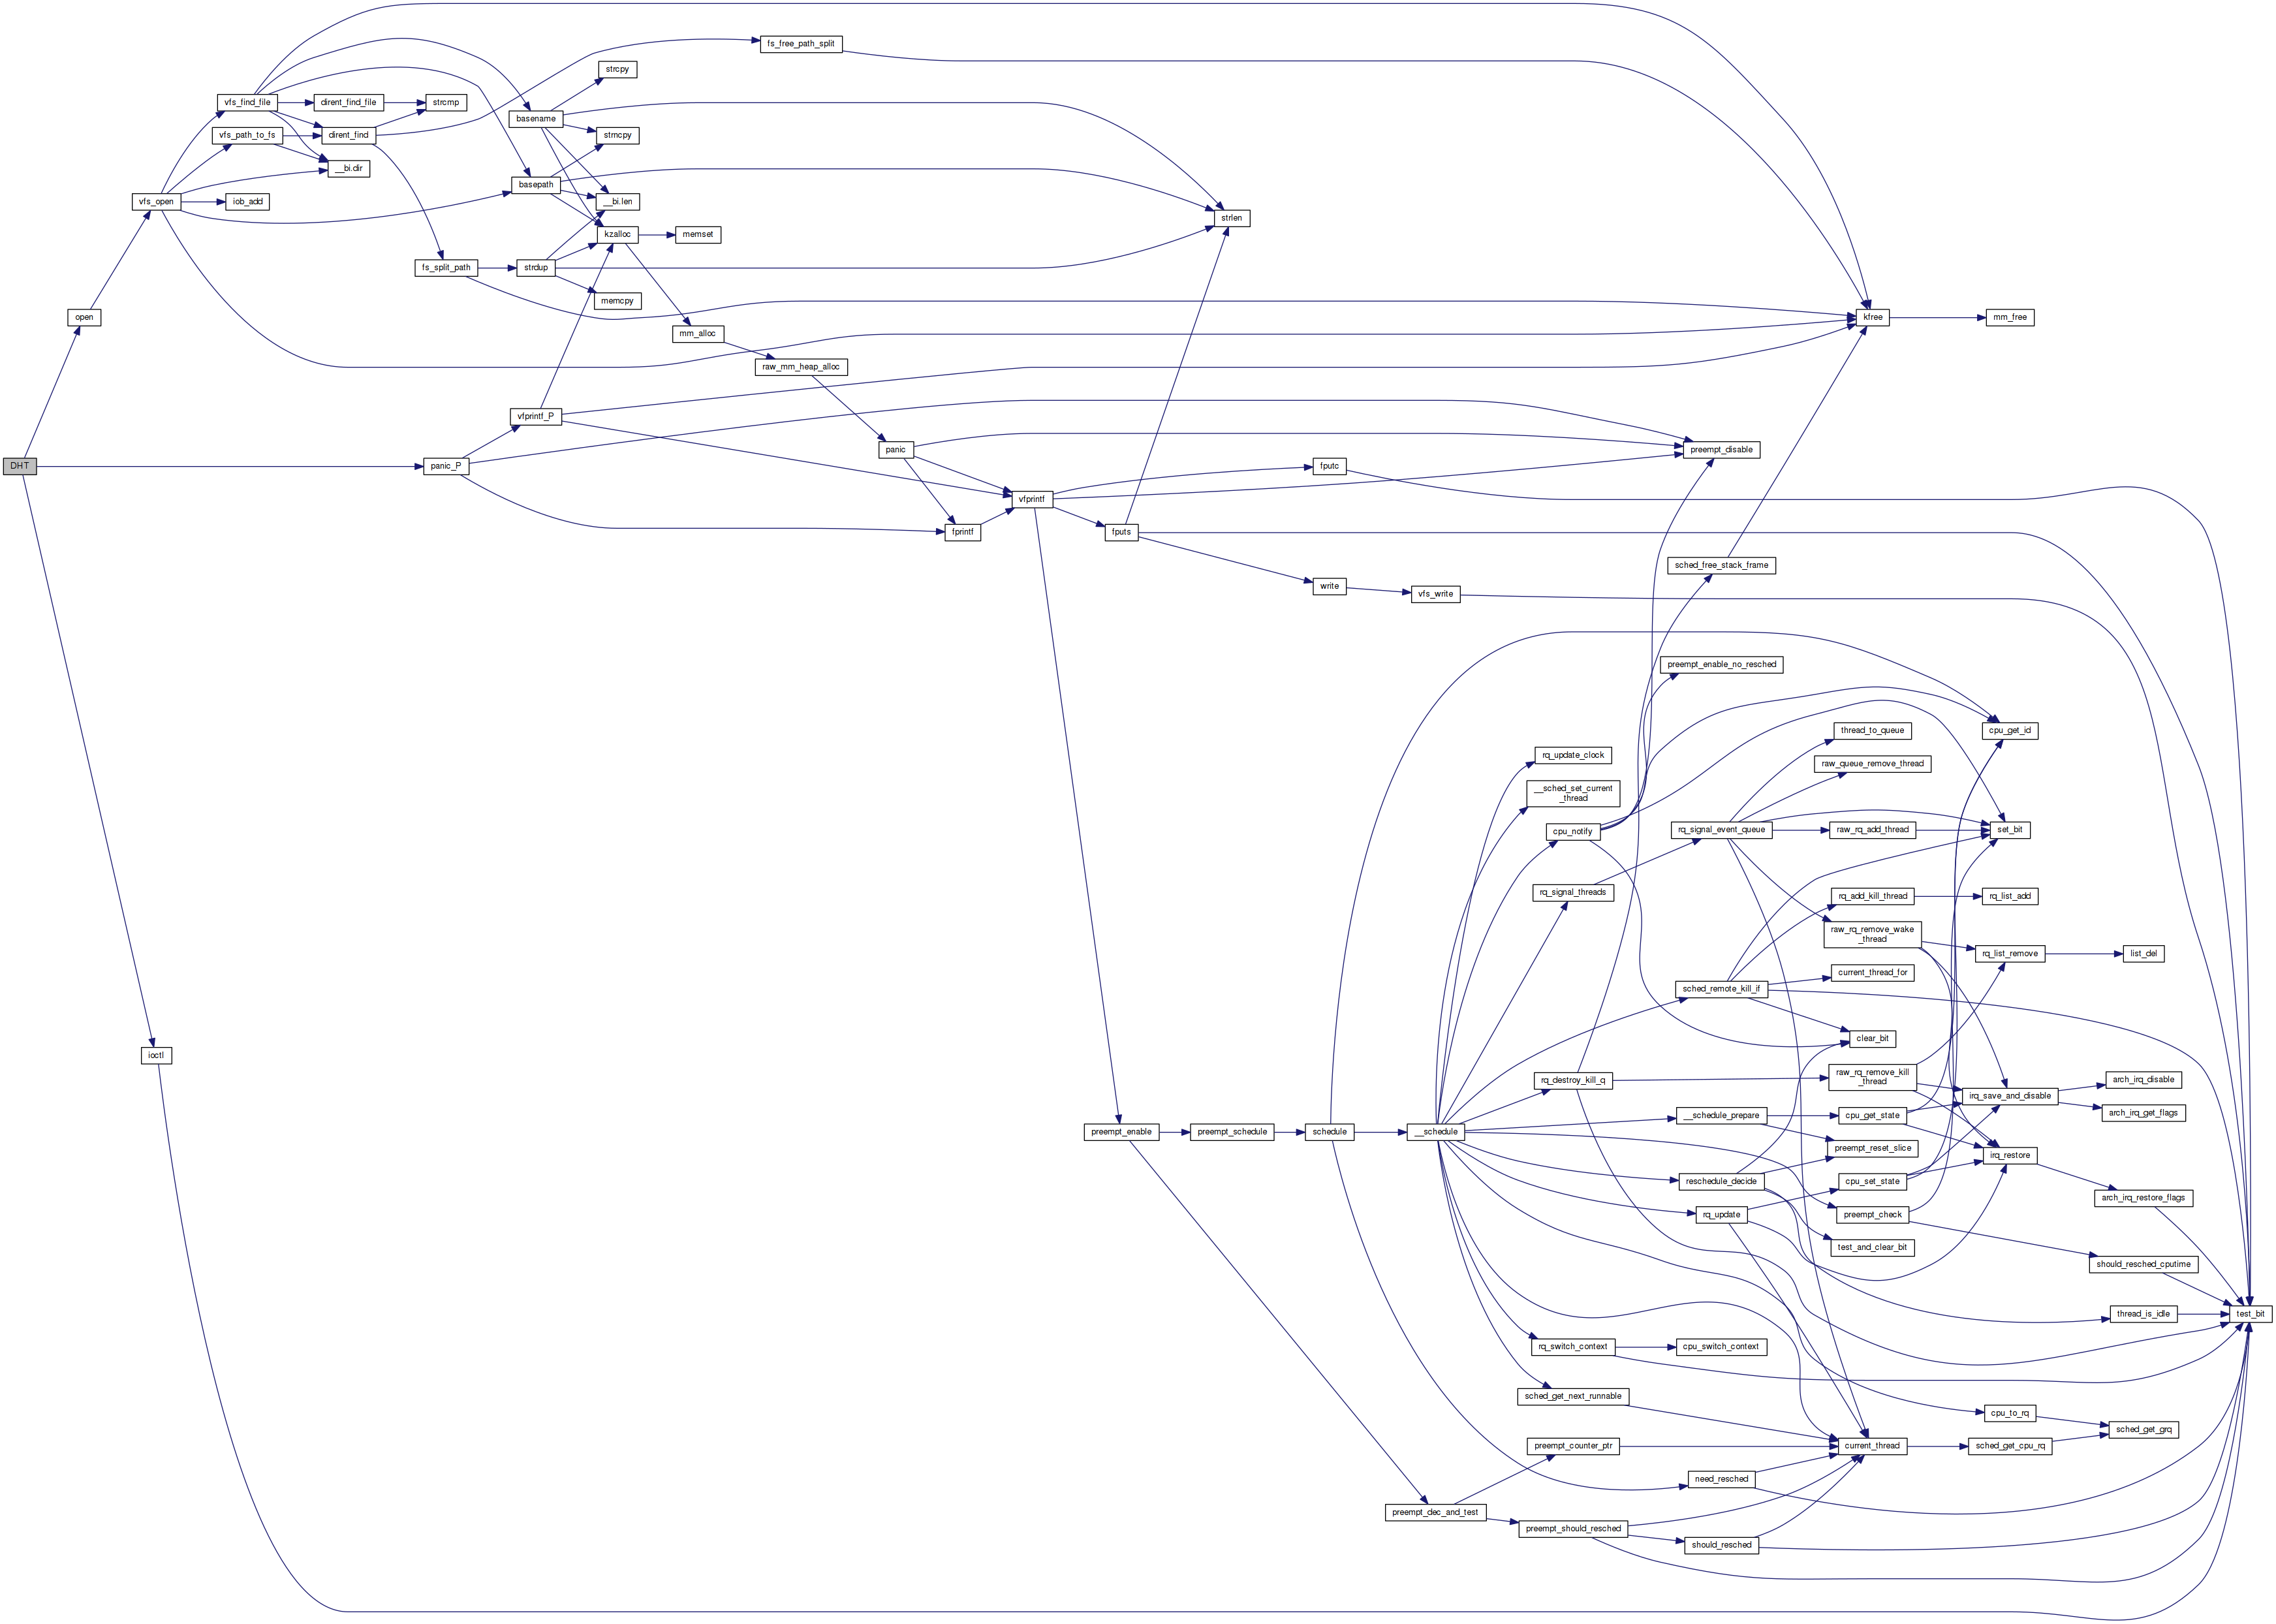 fs_free_path_split
strcpy
vfs_find_file
dirent_find_file
strcmp
basename
vfs_path_to_fs
dirent_find
strncpy
__bi.dir
basepath
vfs_open
iob_add
__bi.len
strlen
kzalloc
memset
fs_split_path
strdup
memcpy
open
kfree
mm_free
mm_alloc
raw_mm_heap_alloc
vfprintf_P
panic
preempt_disable
DHT
panic_P
fputc
vfprintf
fprintf
fputs
sched_free_stack_frame
write
vfs_write
preempt_enable_no_resched
cpu_get_id
thread_to_queue
rq_update_clock
raw_queue_remove_thread
__sched_set_current
_thread
cpu_notify
rq_signal_event_queue
raw_rq_add_thread
set_bit
rq_signal_threads
rq_add_kill_thread
rq_list_add
raw_rq_remove_wake
_thread
rq_list_remove
list_del
current_thread_for
sched_remote_kill_if
clear_bit
ioctl
rq_destroy_kill_q
raw_rq_remove_kill
_thread
arch_irq_disable
irq_save_and_disable
arch_irq_get_flags
__schedule_prepare
cpu_get_state
preempt_enable
preempt_schedule
schedule
__schedule
preempt_reset_slice
irq_restore
reschedule_decide
cpu_set_state
arch_irq_restore_flags
rq_update
preempt_check
test_and_clear_bit
should_resched_cputime
thread_is_idle
test_bit
rq_switch_context
cpu_switch_context
sched_get_next_runnable
cpu_to_rq
sched_get_grq
preempt_counter_ptr
current_thread
sched_get_cpu_rq
need_resched
preempt_dec_and_test
preempt_should_resched
should_resched